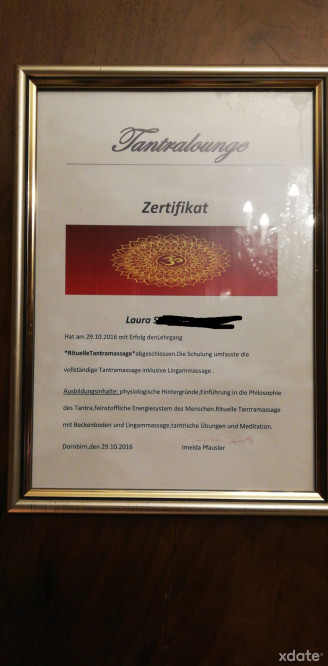 Tantralounge
Zertifikat
ॐ
Laura S
Hat am 29.10.2016 mit Erfolg denLehrgang
*RituelleTantramassage*abgeschlossen.Die Schulung umfasste die
vollständige Tantramassage inklusive Lingammassage .
Ausbildungsinhalte: physiologische Hintergründe,Einführung in die Philosophie
des Tantra,feinstoffliche Energiesystem des Menschen.Rituelle Tantramassage
mit Beckenboden und Lingammassage,tantrische Übungen und Meditation.
Dornbirn,den 29.10.2016 Imelda Pfausler
xdate